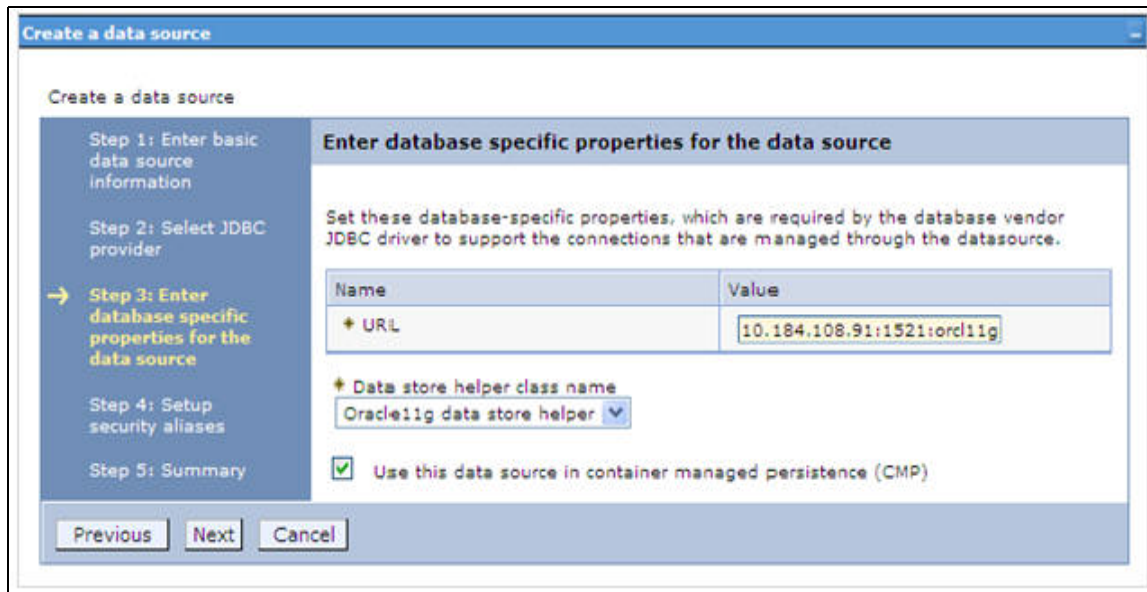 Create a data source
Create a data source
Step 1: Enter basic
data source
information
Step 2: Select JDBC
provider
Step 3: Enter
database specific
properties for the
data source
Step 4: Setup
security aliases
Step 5: Summary
Enter database specific properties for the data source
Set these database-specific properties, which are required by the database vendor
JDBC driver to support the connections that are managed through the datasource.
Name Value
URL 10.184.108.91:1521:orcl11g
Data store helper class name
Oracle11g data store helper
Use this data source in container managed persistence (CMP)
Previous Next Cancel